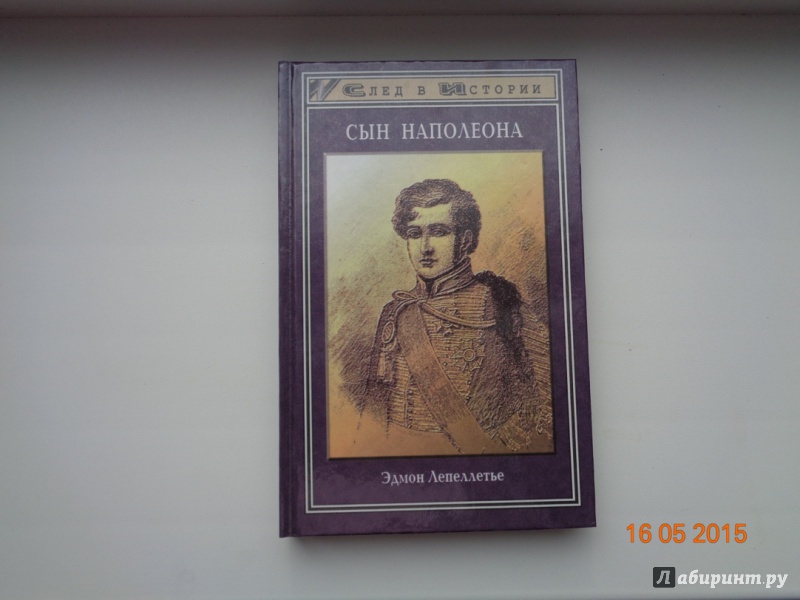 След в Истории
СЫН НАПОЛЕОНА
Эдмон Лепеллетье
16 05 2015
Лабиринт.ру